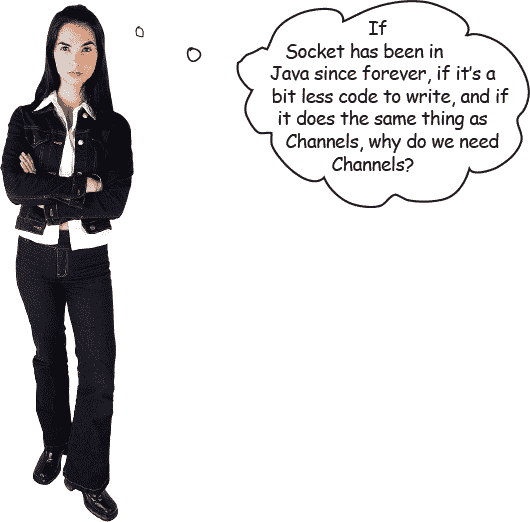 If
Socket has been in
Java since forever, if it's a
bit less code to write, and if
it does the same thing as
Channels, why do we need
Channels?